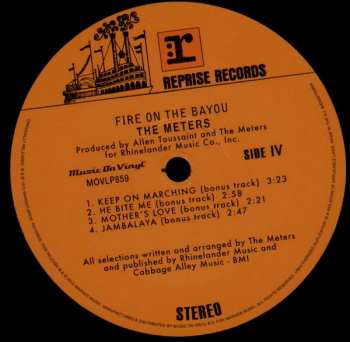 r:
REPRISE RECORDS
FIRE ON THE BAYOU
THE METERS
Produced by Allen Toussaint and The Meters
for Rhinelander Music Co., Inc.
Music On Vinyl
MOVLP859
SIDE IV
1. KEEP ON MARCHING (bonus track) 3:23
2. HE BITE ME (bonus track) 2:58
3. MOTHER'S LOVE (bonus track) 2:21
4. JAMBALAYA (bonus track) 2:47
All selections written and arranged by The Meters
and published by Rhinelander Music and
Cabbage Alley Music - BMI
STEREO